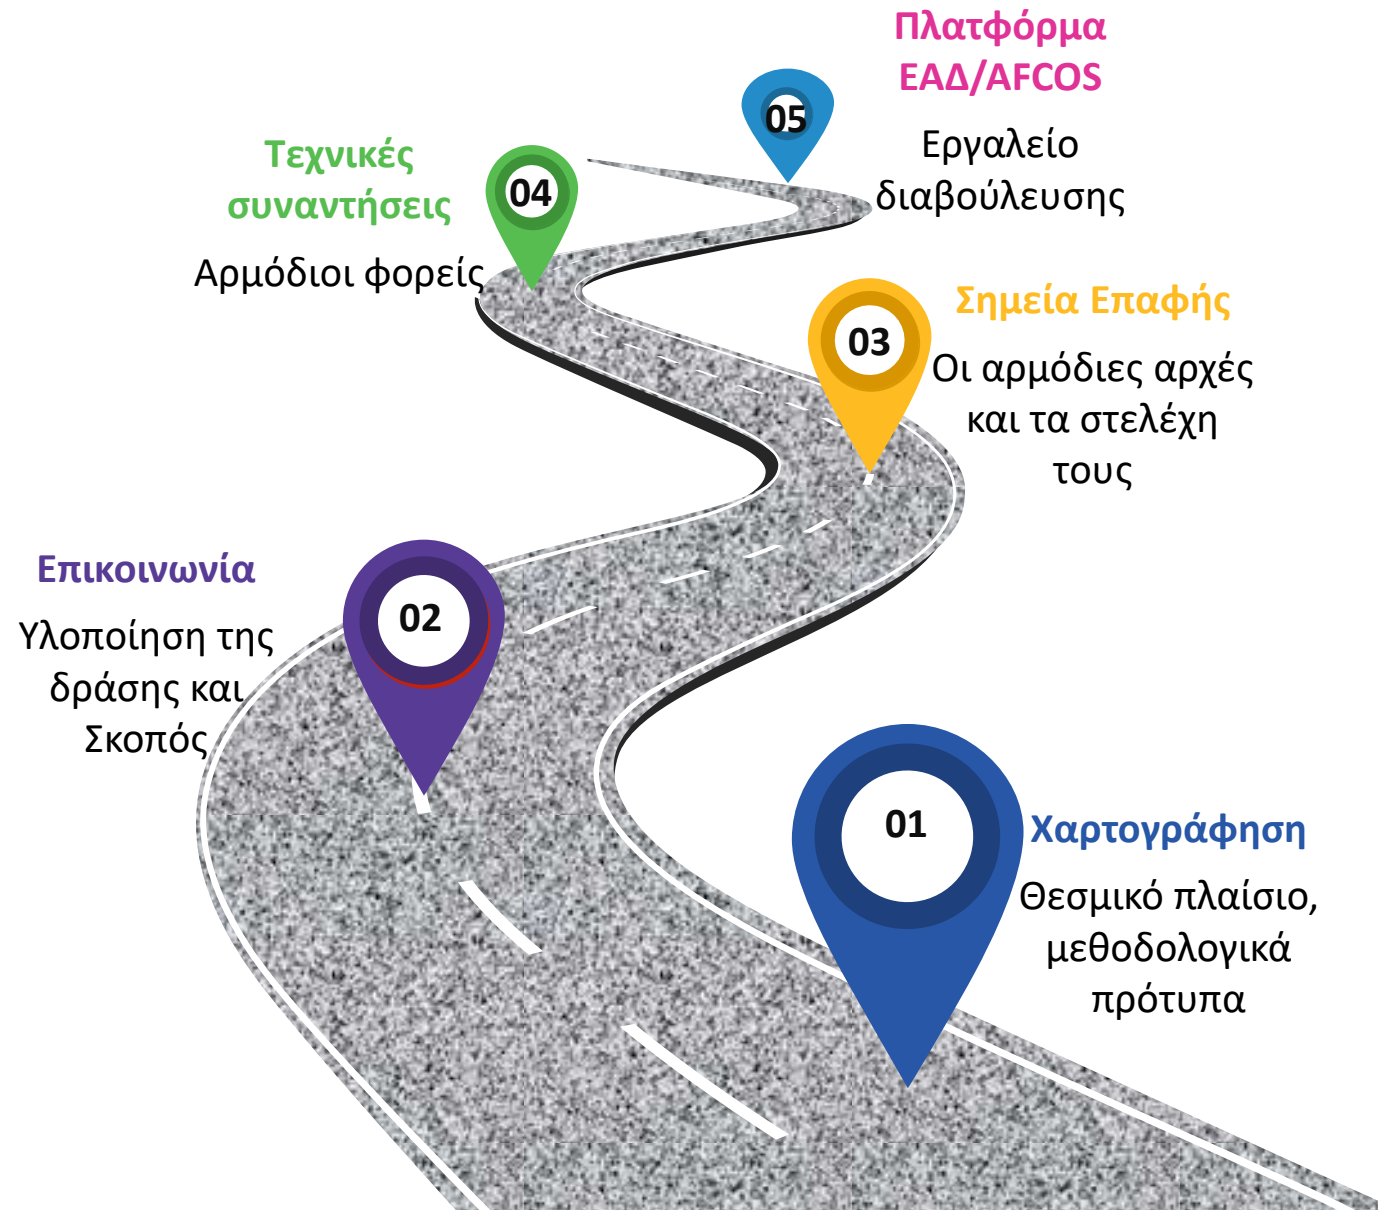 Πλατφόρμα
ΕΑΔ/AFCOS
05
Εργαλείο
διαβούλευσης
Τεχνικές
συναντήσεις
04
Αρμόδιοι φορείς
Σημεία Επαφής
03
Οι αρμόδιες αρχές
και τα στελέχη
τους
Επικοινωνία
02
Υλοποίηση της
δράσης και
Σκοπός
01
Χαρτογράφηση
Θεσμικό πλαίσιο,
μεθοδολογικά
πρότυπα